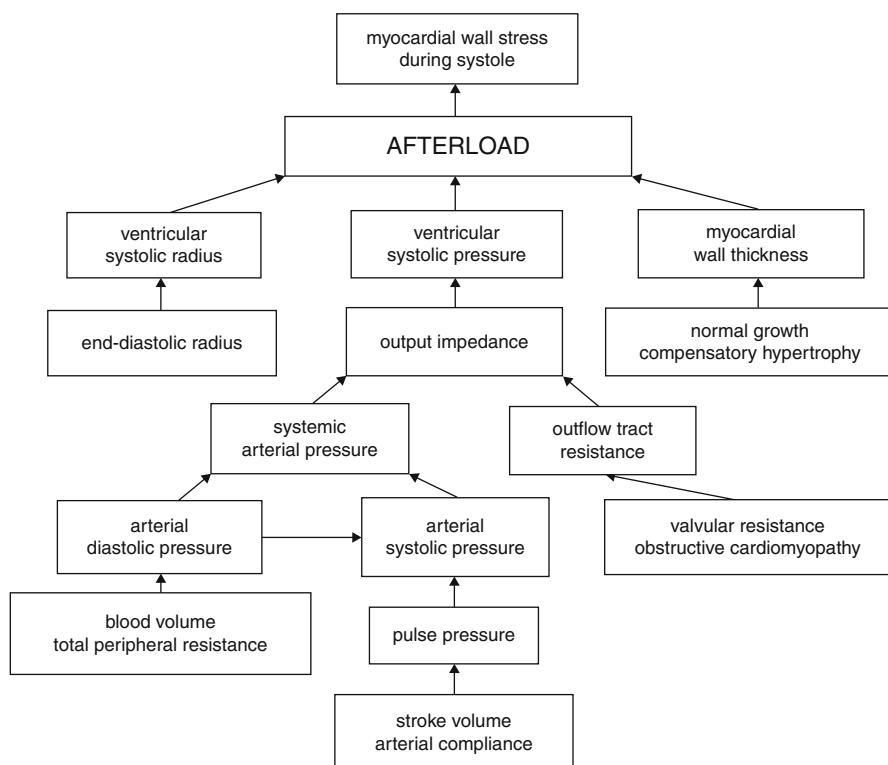 myocardial wall stress
during systole
AFTERLOAD
ventricular
systolic radius
ventricular
systolic pressure
myocardial
wall thickness
end-diastolic radius
output impedance
normal growth
compensatory hypertrophy
systemic
arterial pressure
outflow tract
resistance
arterial
diastolic pressure
arterial
systolic pressure
valvular resistance
obstructive cardiomyopathy
blood volume
total peripheral resistance
pulse pressure
stroke volume
arterial compliance